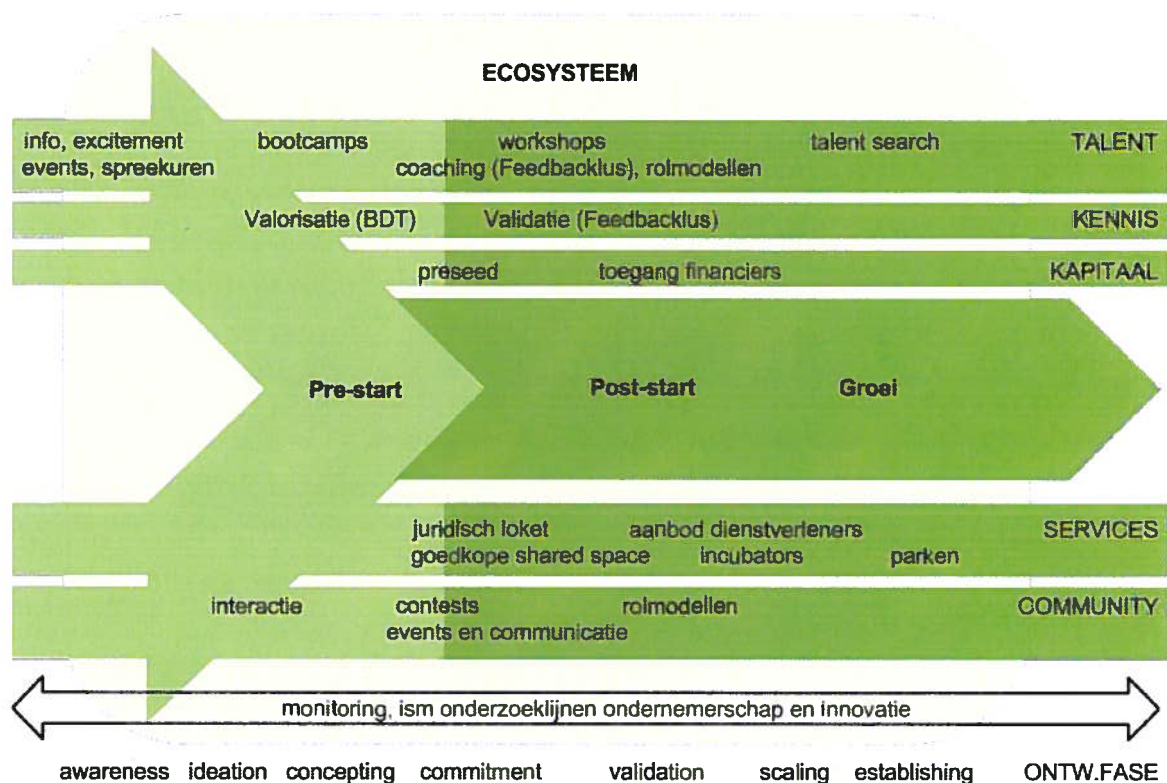 ECOSYSTEEM
info, excitement bootcamps workshops talent search TALENT
events, spreekuren coaching (Feedbacklus), rolmodellen
Valorisatie (BDT) Validatie (Feedbacklus) KENNIS
preseed toegang financiers KAPITAAL
Pre-start Post-start Groei
juridisch loket aanbod dienstverleners SERVICES
goedkope shared space incubators parken
interactie contests rolmodellen COMMUNITY
events en communicatie
monitoring, ism onderzoeklijnen ondernemerschap en innovatie
awareness ideation concepting commitment validation scaling establishing ONTW.FASE